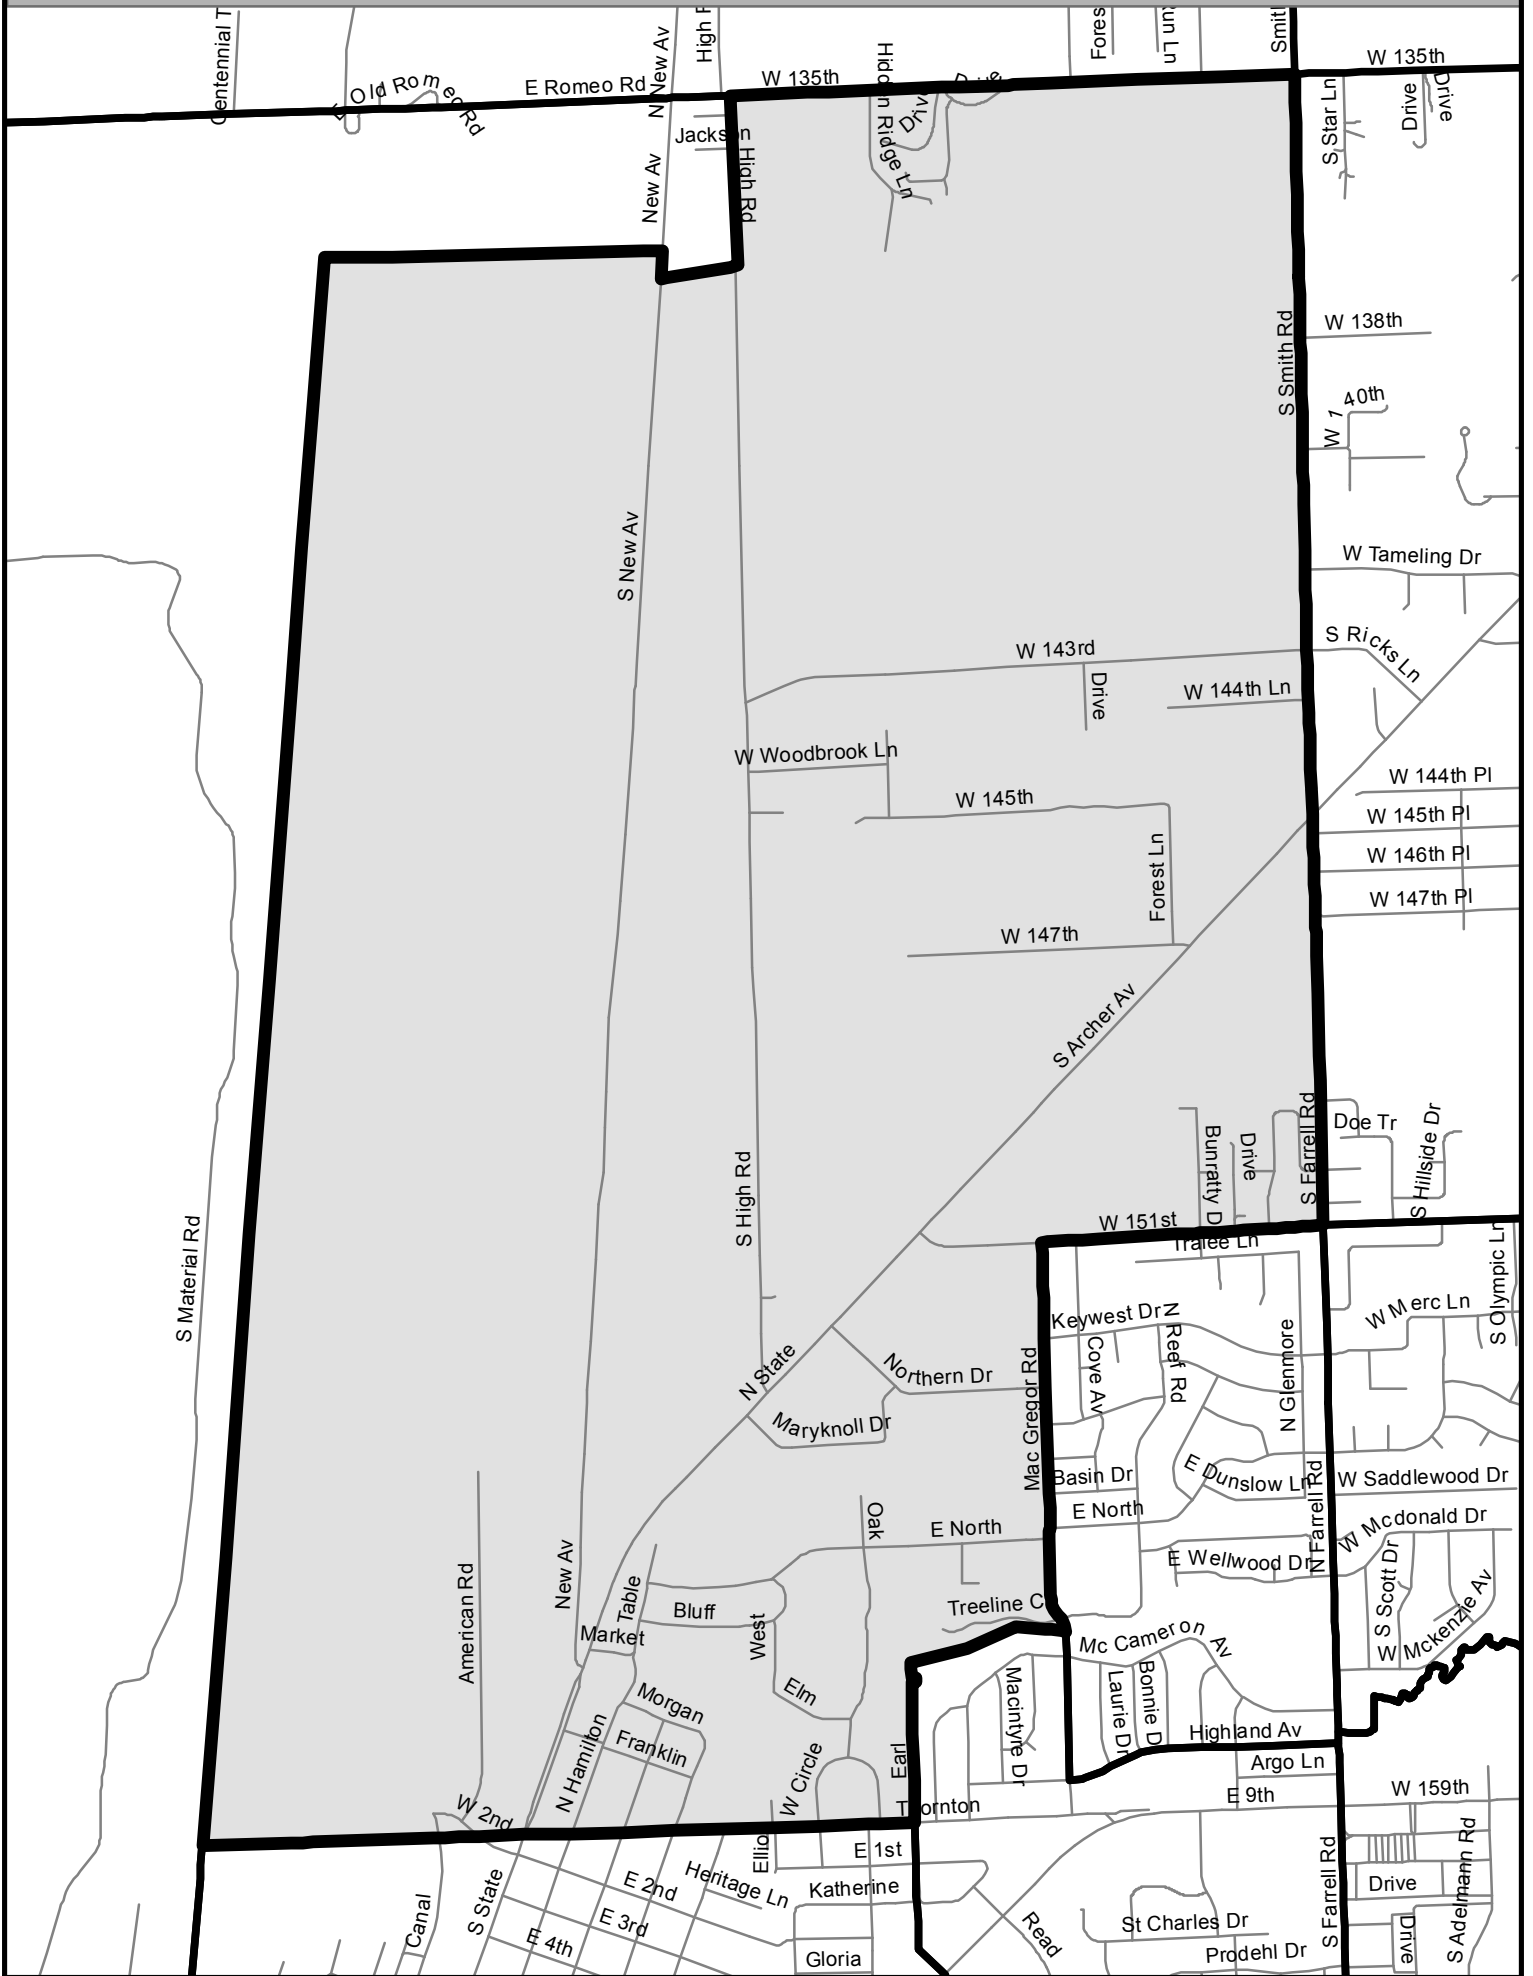 Centennial T
E Old Romeo Rd
E Romeo Rd
N New Av
High R
W 135th
Hidden Ridge Ln
Drive
Drive
Fores
un Ln
Smith
W 135th
S Star Ln
Drive
Drive
Jackson
New Av
High Rd
S Smith Rd
W 138th
W 140th
S New Av
W Tameling Dr
S Ricks Ln
W 143rd
Drive
W 144th Ln
W Woodbrook Ln
W 145th
Forest Ln
W 147th
W 144th Pl
W 145th Pl
W 146th Pl
W 147th Pl
S Archer Av
S Material Rd
S High Rd
Bunratty D
Drive
S Farrell Rd
Doe Tr
S Hillside Dr
W 151st
Tralee Ln
S Olympic Ln
W Merc Ln
Keywest Dr
Cove Av
N Reef Rd
N Glenmore
Mac Gregor Rd
N State
Northern Dr
Maryknoll Dr
Basin Dr
E Dunslow Ln
W Saddlewood Dr
E North
E North
Oak
N Farrell Rd
W Mcdonald Dr
E Wellwood Dr
S Scott Dr
W Mckenzie Av
American Rd
New Av
Table
Bluff
Market
West
Treeline C
Mc Cameron Av
Elm
Morgan
Franklin
N Hamilton
W Circle
Earl
Macintyre Dr
Laurie Dr
Bonnie D
Highland Av
Argo Ln
E 9th
W 159th
Thornton
W 2nd
Ellio
E 1st
Katherine
Heritage Ln
E 2nd
E 3rd
E 4th
S State
Canal
Gloria
Read
St Charles Dr
Prodehl Dr
S Farrell Rd
Drive
Drive
S Adelmann Rd